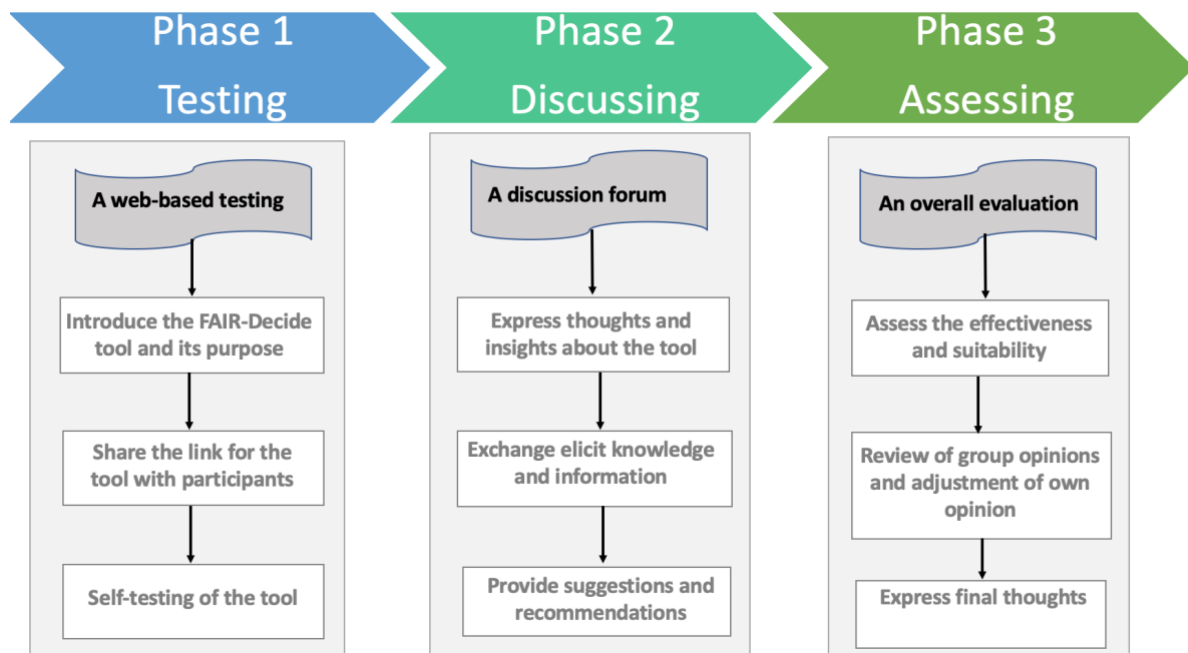 Phase 1
Testing
Phase 2
Discussing
Phase 3
Assessing
A web-based testing
Introduce the FAIR-Decide
tool and its purpose
Share the link for the
tool with participants
Self-testing of the tool
A discussion forum
Express thoughts and
insights about the tool
Exchange elicit knowledge
and information
Provide suggestions and
recommendations
An overall evaluation
Assess the effectiveness
and suitability
Review of group opinions
and adjustment of own
opinion
Express final thoughts